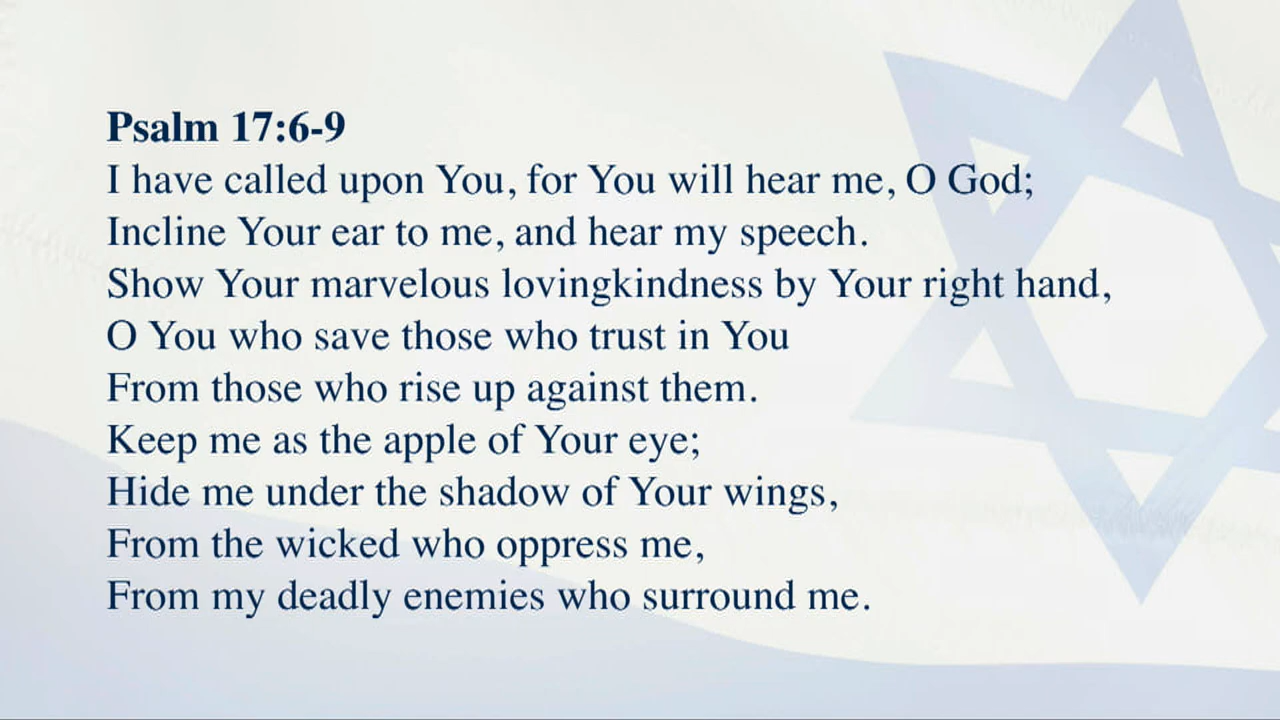 Psalm 17:6-9
I have called upon You, for You will hear me, O God;
Incline Your ear to me, and hear my speech.
Show Your marvelous lovingkindness by Your right hand,
O You who save those who trust in You
From those who rise up against them.
Keep me as the apple of Your eye;
Hide me under the shadow of Your wings,
From the wicked who oppress me,
From my deadly enemies who surround me.